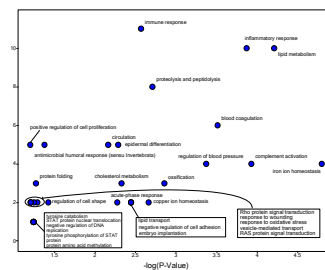 immune response
inflammatory response
lipid metabolism
proteolysis and peptidolysis
blood coagulation
positive regulation of cell proliferation
circulation
epidermal differentiation
antimicrobial humoral response (sensu Invertebrata)
regulation of blood pressure
complement activation
iron ion homeostasis
protein folding
cholesterol metabolism
ossification
regulation of cell shape
acute-phase response
copper ion homeostasis
tyrosine catabolism
STAT protein nuclear translocation
negative regulation of DNA
replication
tyrosine phosphorylation of STAT
protein
protein amino acid methylation
lipid transport
negative regulation of cell adhesion
embryo implantation
Rho protein signal transduction
response to wounding
response to oxidative stress
vesicle-mediated transport
RAS protein signal transduction
10
8
6
4
2
0
1.5
-2
-2.5
-3
-3.5
-4
-4.5
-log(P-Value)